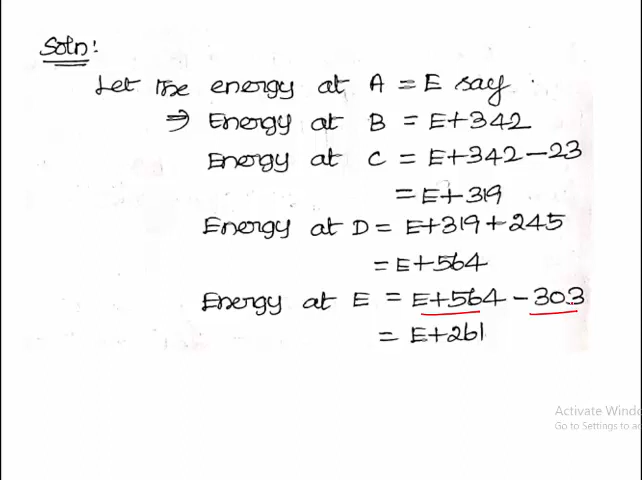 Soln:
Let the energy at A = E say.
⇒ Energy at B = E+342
Energy at C = E+342-23
= E+319
Energy at D = E+319+245
= E+564
Energy at E = E+564-303
= E+261
Activate Windo
Go to Settings to a